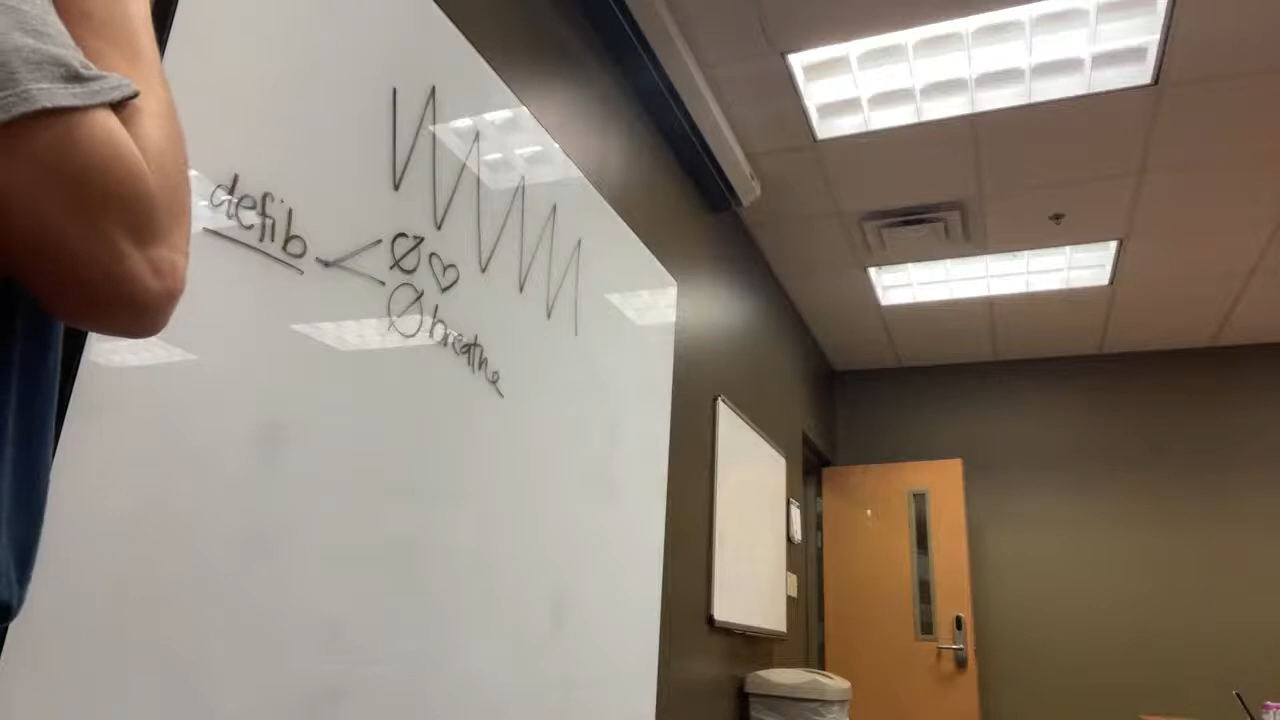 defib < Ø ♡
Ø breathe